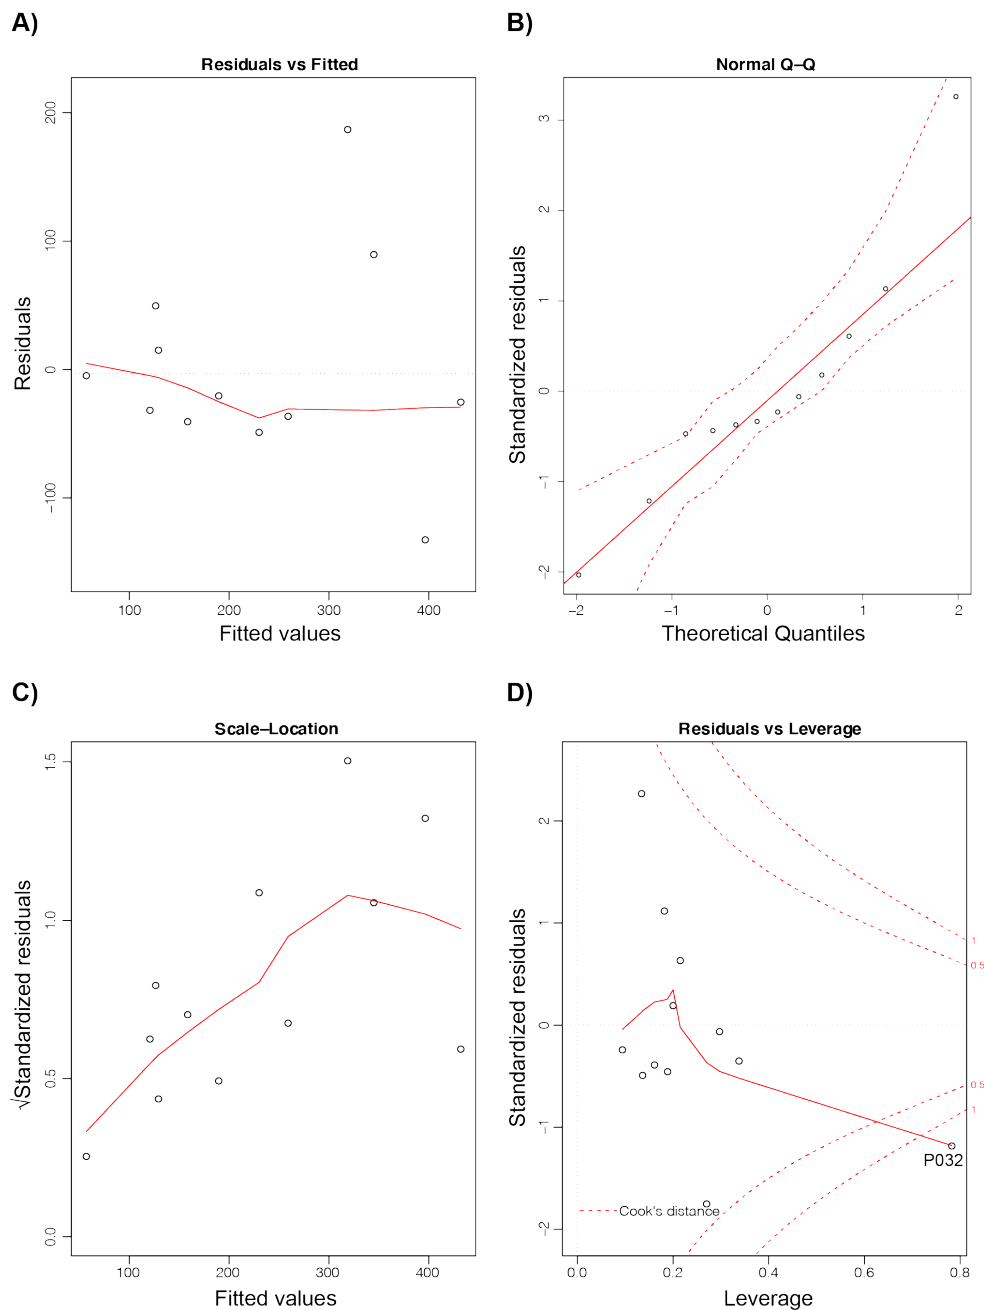 A)
Residuals vs Fitted
Residuals
200
100
0
−100
100
200
300
400
Fitted values
B)
Normal Q−Q
Standardized residuals
3
2
1
0
−1
−2
−2
−1
0
1
2
Theoretical Quantiles
C)
Scale−Location
√Standardized residuals
1.5
1.0
0.5
0.0
100
200
300
400
Fitted values
D)
Residuals vs Leverage
Standardized residuals
2
1
0
−1
−2
1
0.5
0.5
1
P032
Cook's distance
0.0
0.2
0.4
0.6
0.8
Leverage